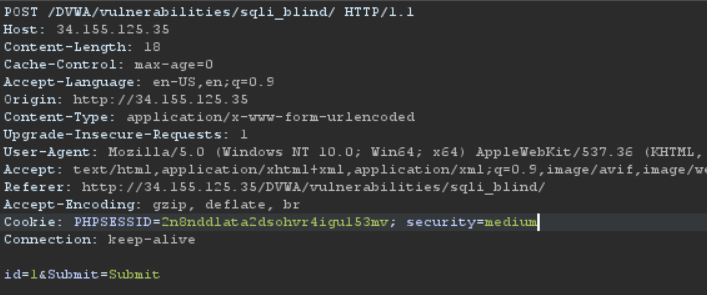 POST /DVWA/vulnerabilities/sqli_blind/ HTTP/1.1
Host: 34.155.125.35
Content-Length: 18
Cache-Control: max-age=0
Accept-Language: en-US,en;q=0.9
Origin: http://34.155.125.35
Content-Type: application/x-www-form-urlencoded
Upgrade-Insecure-Requests: 1
User-Agent: Mozilla/5.0 (Windows NT 10.0; Win64; x64) AppleWebKit/537.36 (KHTML,
Accept: text/html,application/xhtml+xml,application/xml;q=0.9,image/avif,image/we
Referer: http://34.155.125.35/DVWA/vulnerabilities/sqli_blind/
Accept-Encoding: gzip, deflate, br
Cookie: PHPSESSID=2n8nddlata2dsohvr4igul53mv; security=medium
Connection: keep-alive

id=1&Submit=Submit